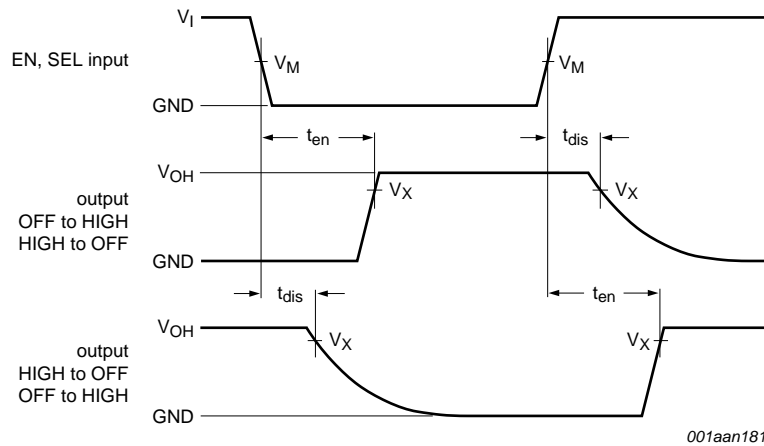 V_I
EN, SEL input
V_M
V_M
GND
t_en
t_dis
V_OH
output
OFF to HIGH
HIGH to OFF
V_X
V_X
GND
t_dis
t_en
V_OH
output
HIGH to OFF
OFF to HIGH
V_X
V_X
GND
001aan181